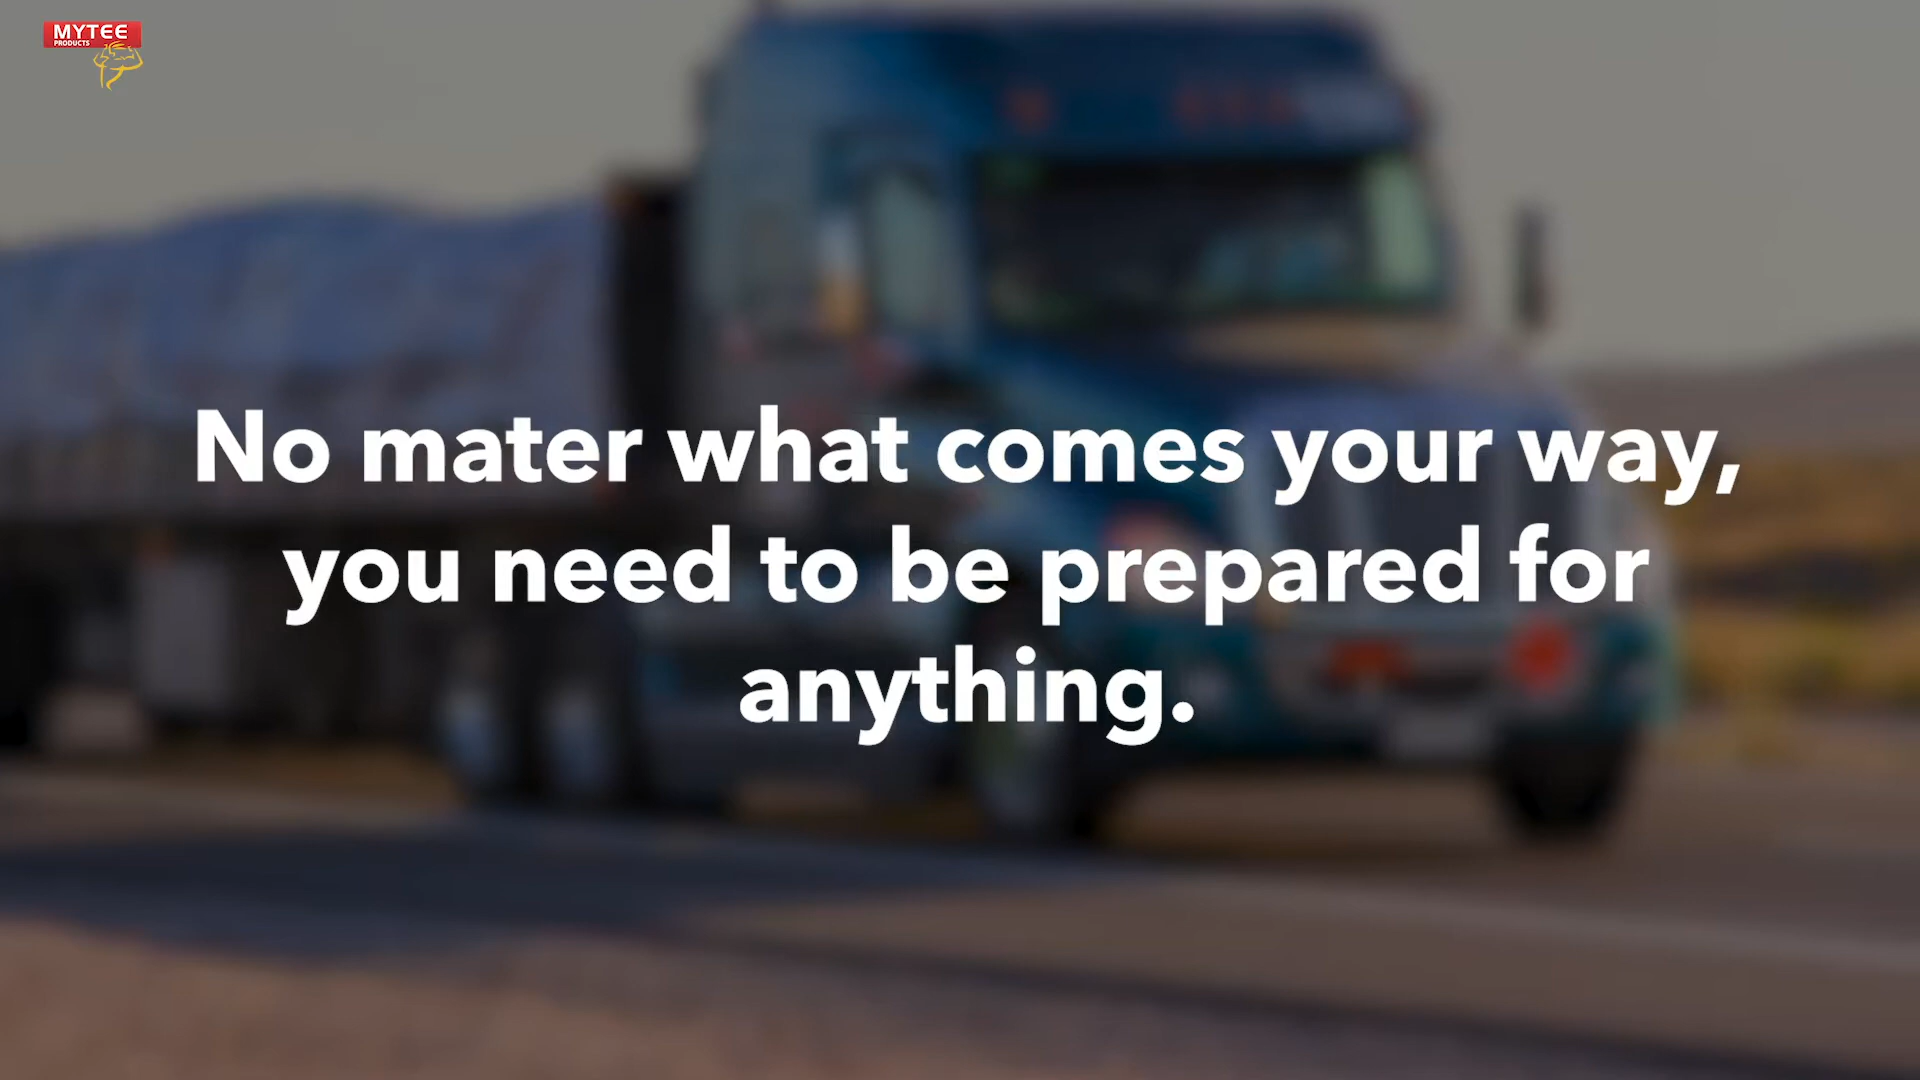 MYTEE
PRODUCTS
No mater what comes your way,
you need to be prepared for
anything.